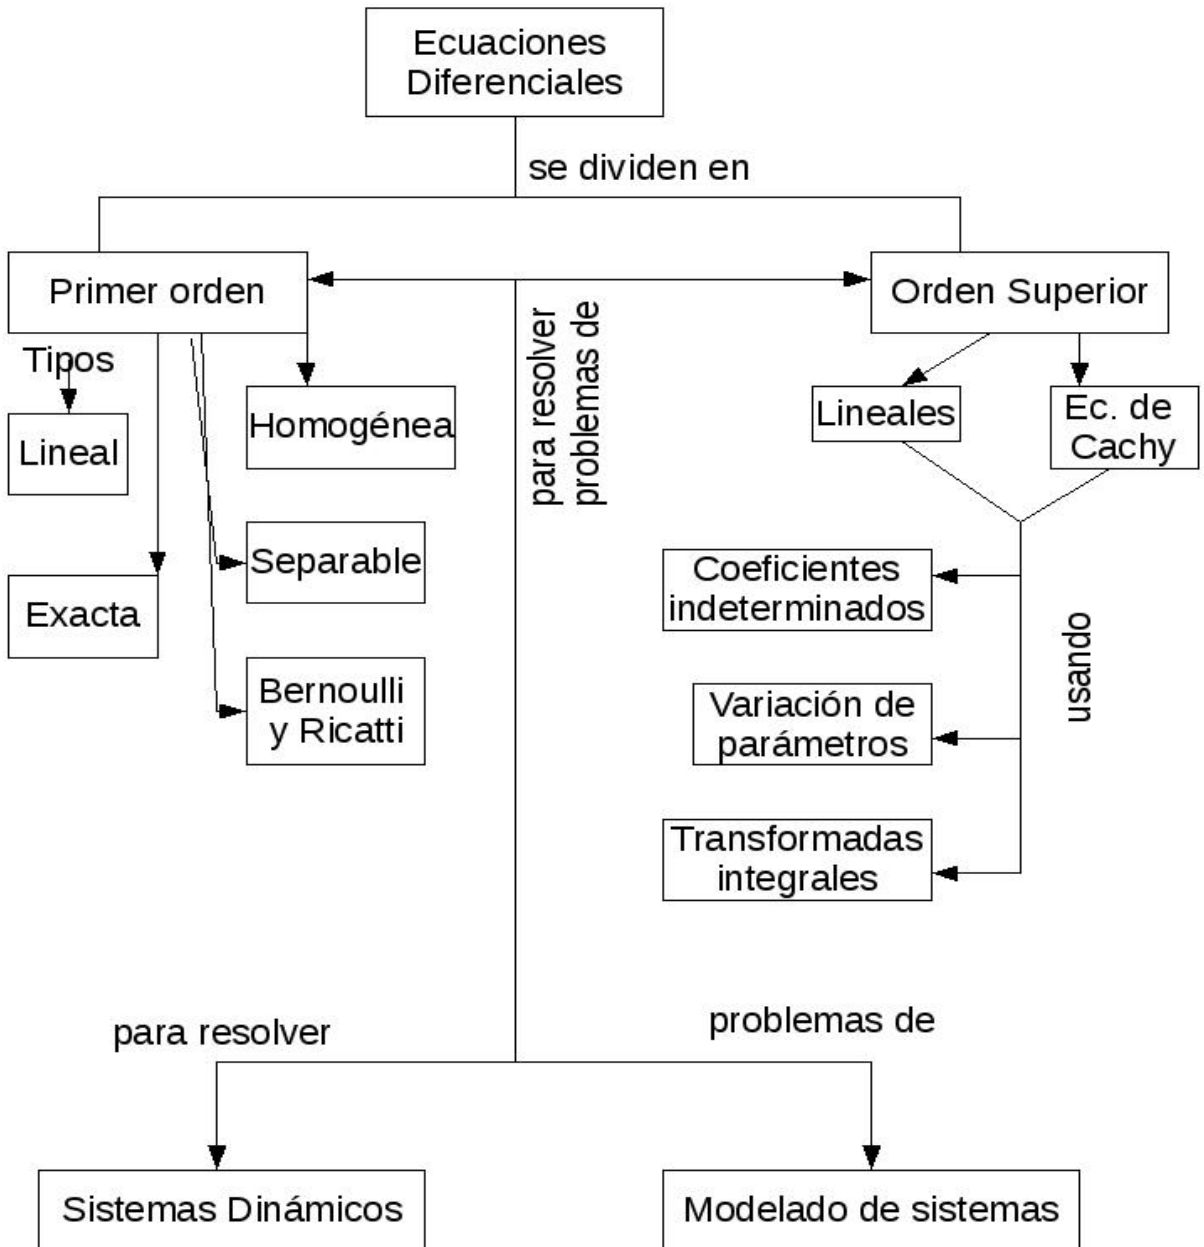 Ecuaciones
Diferenciales
se dividen en
Primer orden
Orden Superior
para resolver
problemas de
Tipos
Lineal
Homogénea
Lineales
Ec. de
Cachy
Separable
Exacta
Coeficientes
indeterminados
usando
Bernoulli
y Ricatti
Variación de
parámetros
Transformadas
integrales
para resolver
problemas de
Sistemas Dinámicos
Modelado de sistemas